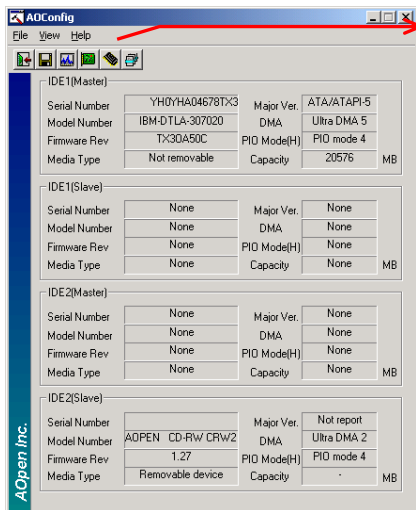 AOConfig
File View Help
IDE1(Master)
Serial Number YH0YHA04678TX3 Major Ver. ATA/ATAPI-5
Model Number IBM-DTLA-307020 DMA Ultra DMA 5
Firmware Rev TX3OA50C PIO Mode(H) PIO mode 4
Media Type Not removable Capacity 20576 MB
IDE1(Slave)
Serial Number None Major Ver. None
Model Number None DMA None
Firmware Rev None PIO Mode(H) None
Media Type None Capacity None MB
IDE2(Master)
Serial Number None Major Ver. None
Model Number None DMA None
Firmware Rev None PIO Mode(H) None
Media Type None Capacity None MB
IDE2(Slave)
Serial Number Major Ver. Not report
Model Number AOPEN CD-RW CRW2 DMA Ultra DMA 2
Firmware Rev 1.27 PIO Mode(H) PIO mode 4
Media Type Removable device Capacity - MB
AOpen Inc.